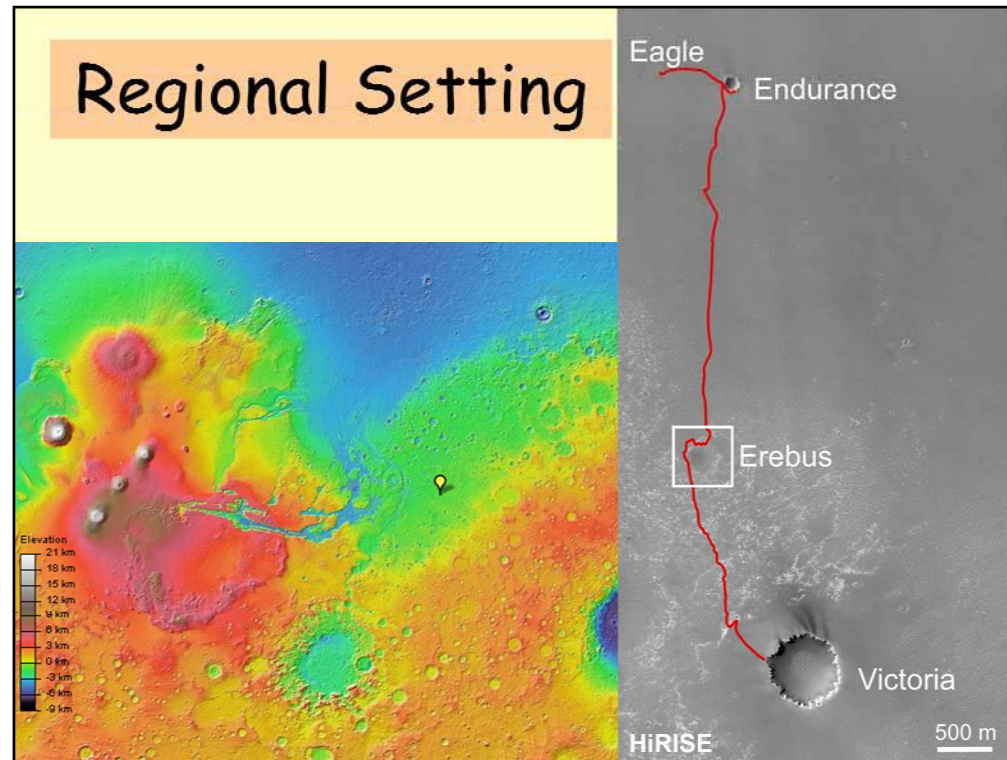 Regional Setting
Eagle
Endurance
Erebus
Victoria
500 m
HiRISE
Elevation
21 km
18 km
15 km
12 km
9 km
6 km
3 km
0 km
-3 km
-6 km
-9 km